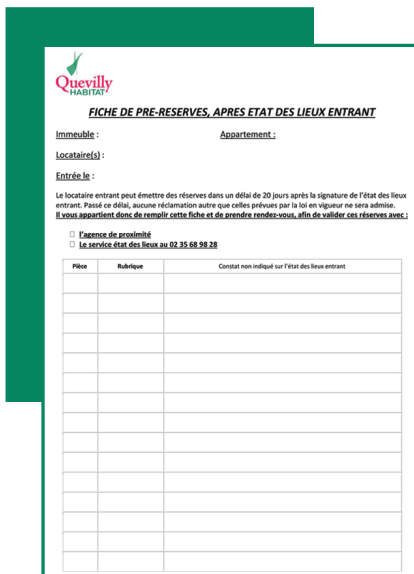 Quevilly
HABITAT
FICHE DE PRE-RESERVES, APRES ETAT DES LIEUX ENTRANT
Immeuble : Appartement :
Locataire(s) :
Entrée le :
Le locataire entrant peut émettre des réserves dans un délai de 20 jours après la signature de l'état des lieux
entrant. Passé ce délai, aucune réclamation autre que celles prévues par la loi en vigueur ne sera admise.
Il vous appartient donc de remplir cette fiche et de prendre rendez-vous, afin de valider ces réserves avec :
□ l'agence de proximité
□ Le service état des lieux au 02 35 68 98 28
Pièce Rubrique Constat non indiqué sur l'état des lieux entrant